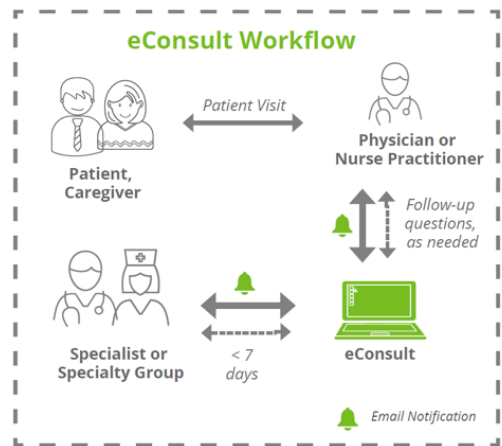 eConsult Workflow
Patient Visit
Patient,
Caregiver
Physician or
Nurse Practitioner
Follow-up
questions,
as needed
Specialist or
Specialty Group
< 7
days
eConsult
Email Notification